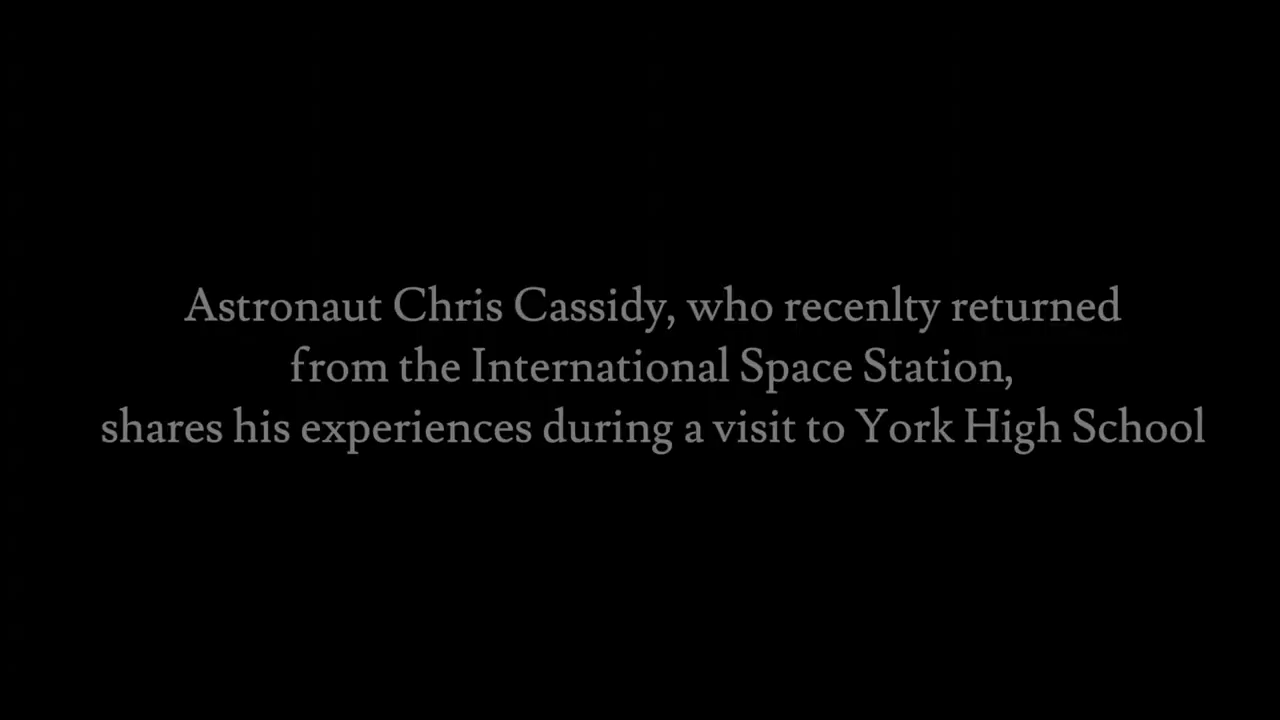 Astronaut Chris Cassidy, who recenlty returned
from the International Space Station,
shares his experiences during a visit to York High School